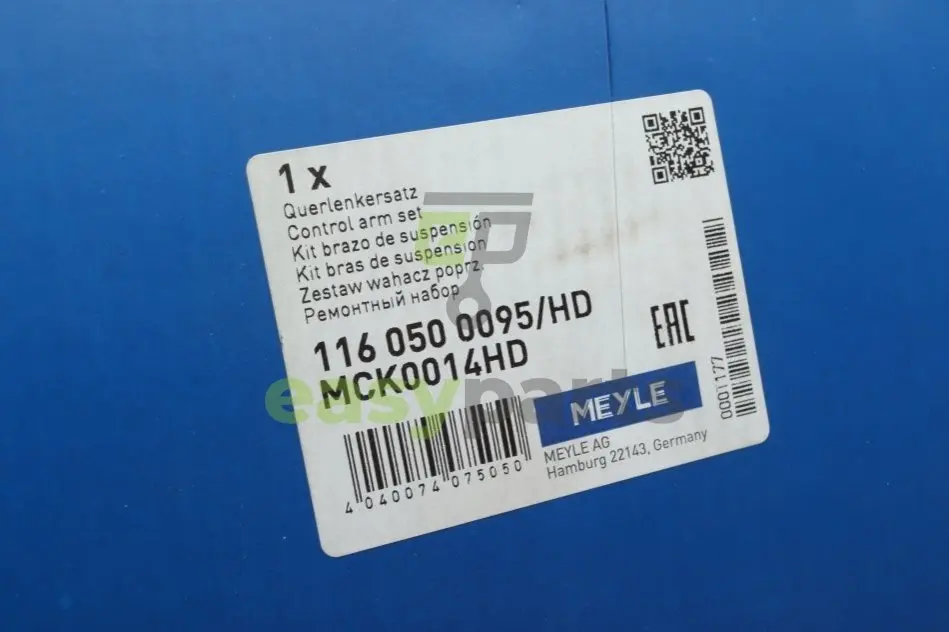 1 x
Querlenkersatz
Control arm set
Kit brazo de suspensión
Kit bras de suspension
Zestaw wahacz poprz.
Ремонтный набор
116 050 0095/HD
MCK0014HD
EAC
easyparts
MEYLE
MEYLE AG
Hamburg 22143, Germany
4 040074 075050
0001177